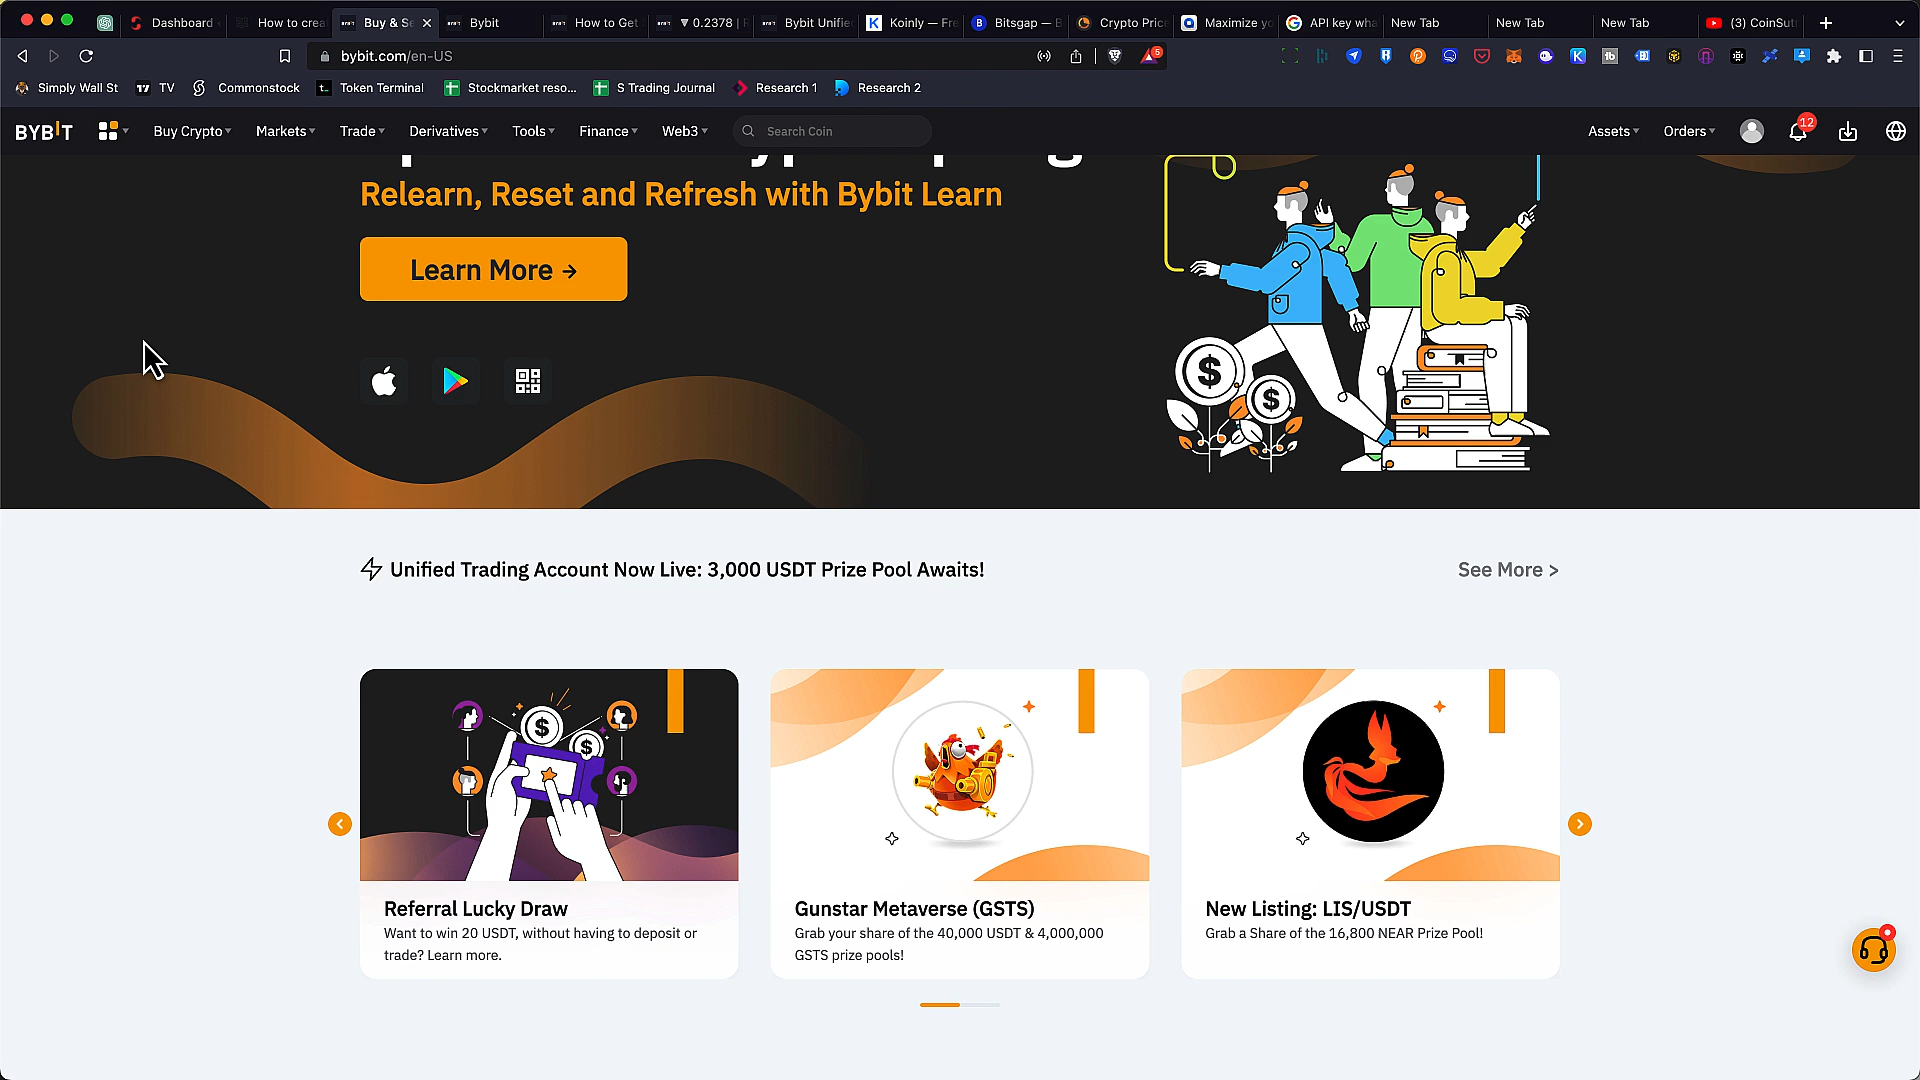 Dashboard
How to crea
Buy & Se
Bybit
How to Get
▼ 0.2378 |
Bybit Unifie
Koinly — Fre
Bitsgap — B
Crypto Price
Maximize yo
API key wha
New Tab
New Tab
New Tab
(3) CoinSut
bybit.com/en-US
5
Simply Wall St
TV
Commonstock
Token Terminal
Stockmarket reso...
S Trading Journal
Research 1
Research 2
BYBIT
Buy Crypto
Markets
Trade
Derivatives
Tools
Finance
Web3
Search Coin
Assets
Orders
12
Relearn, Reset and Refresh with Bybit Learn
Learn More →
Unified Trading Account Now Live: 3,000 USDT Prize Pool Awaits!
See More >
Referral Lucky Draw
Want to win 20 USDT, without having to deposit or
trade? Learn more.
Gunstar Metaverse (GSTS)
Grab your share of the 40,000 USDT & 4,000,000
GSTS prize pools!
New Listing: LIS/USDT
Grab a Share of the 16,800 NEAR Prize Pool!